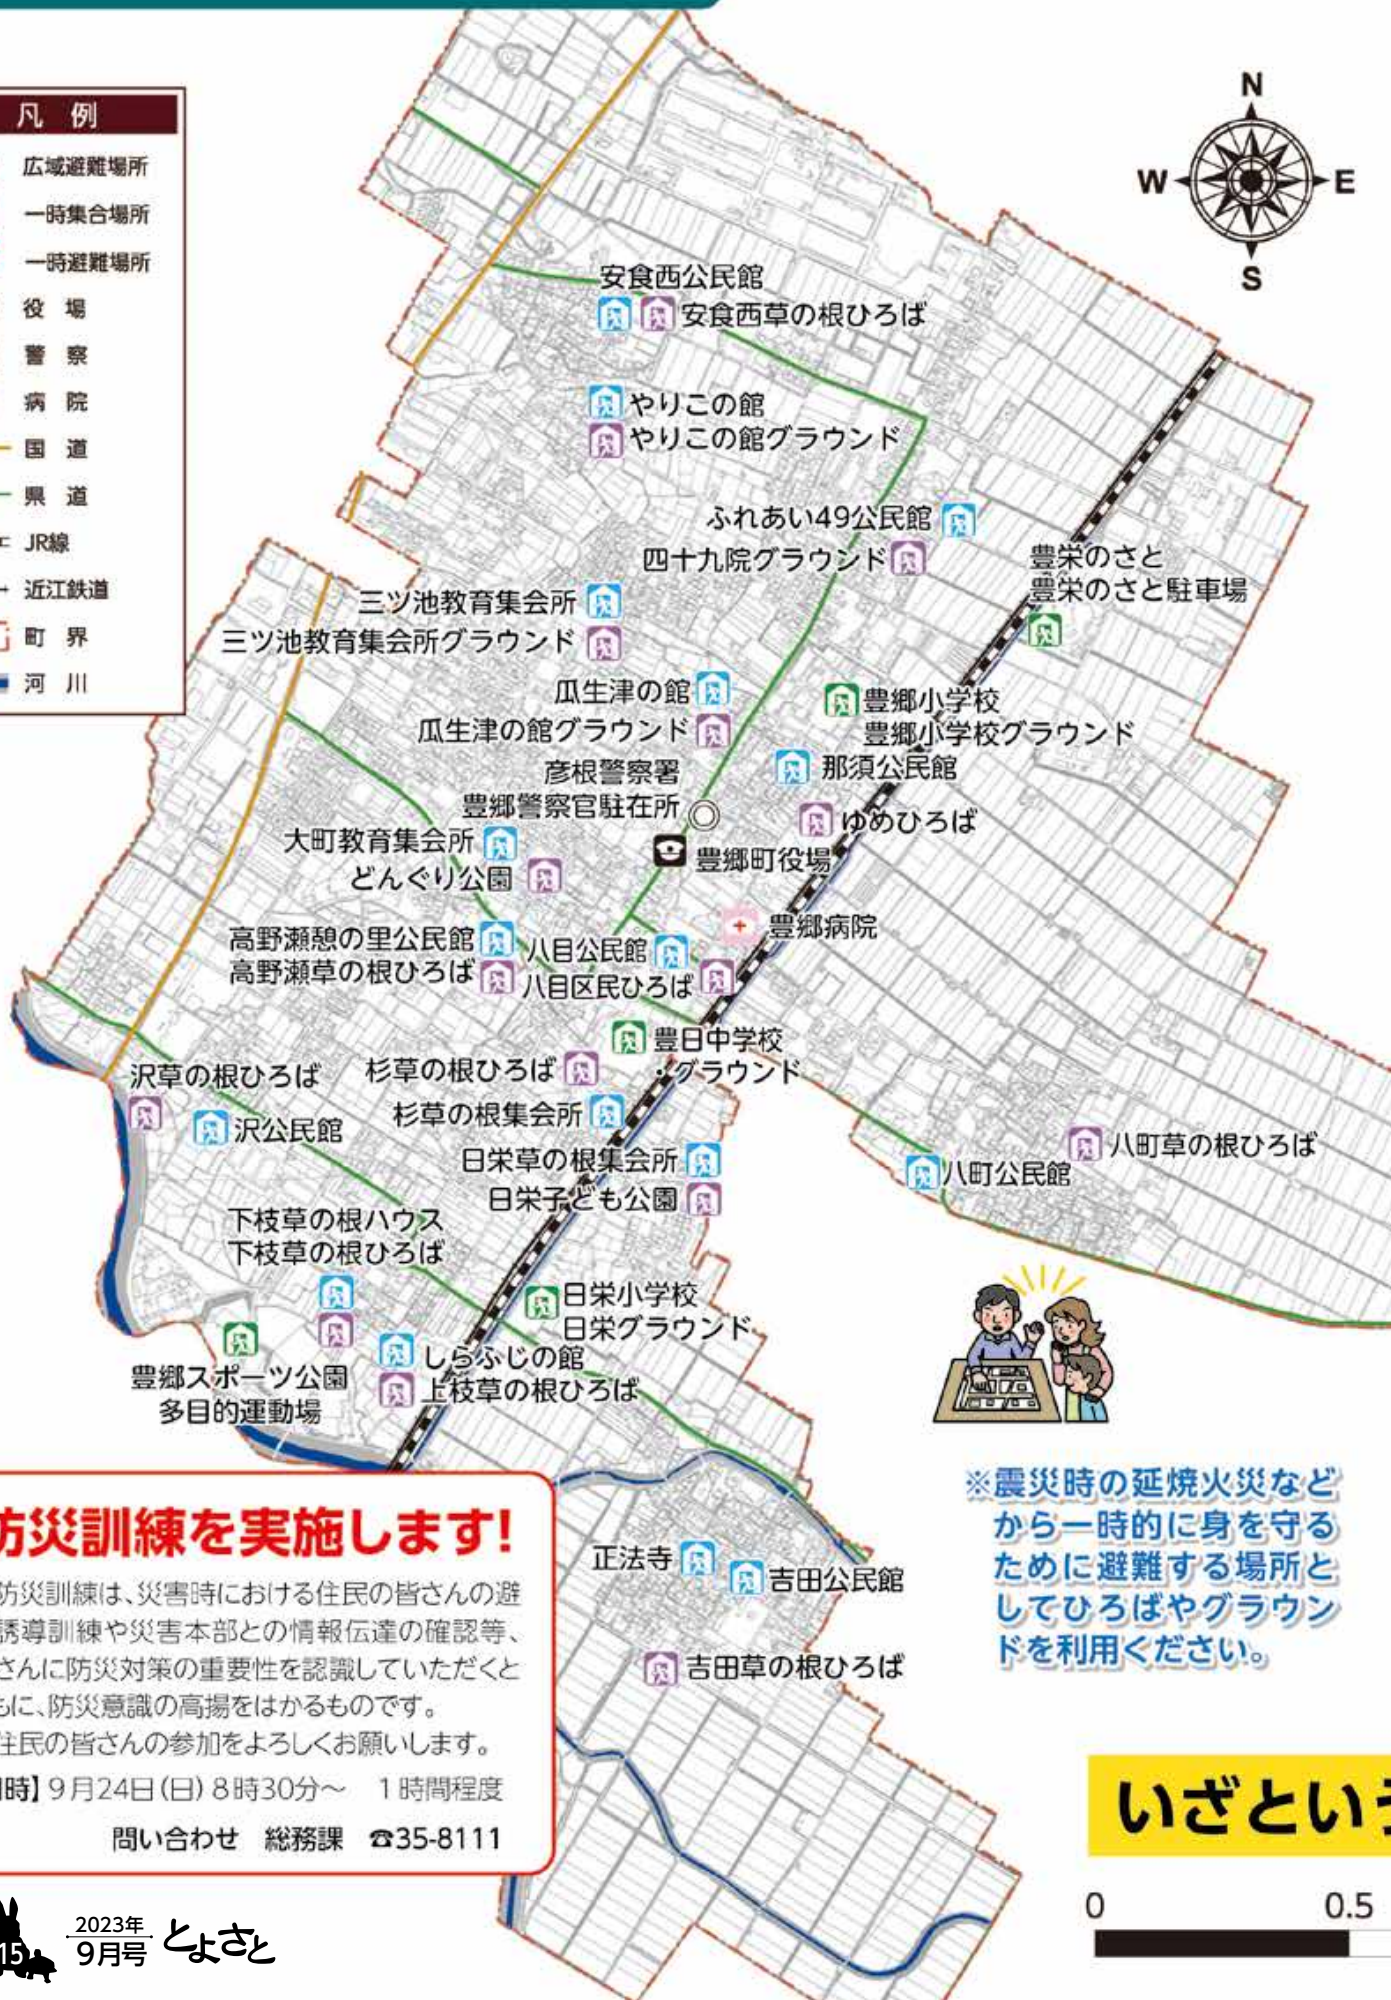 凡 例
広域避難場所
一時集合場所
一時避難場所
役 場
警 察
病 院
国 道
県 道
JR線
近江鉄道
町 界
河 川
N
W
E
S
安食西公民館
安食西草の根ひろば
やりこの館
やりこの館グラウンド
ふれあい49公民館
四十九院グラウンド
豊栄のさと
豊栄のさと駐車場
三ツ池教育集会所
三ツ池教育集会所グラウンド
瓜生津の館
瓜生津の館グラウンド
豊郷小学校
豊郷小学校グラウンド
彦根警察署
豊郷警察官駐在所
那須公民館
ゆめひろば
大町教育集会所
どんぐり公園
豊郷町役場
豊郷病院
高野瀬憩の里公民館
高野瀬草の根ひろば
八目公民館
八目区民ひろば
豊日中学校
・グラウンド
沢草の根ひろば
沢公民館
杉草の根ひろば
杉草の根集会所
日栄草の根集会所
日栄子ども公園
八町草の根ひろば
八町公民館
下枝草の根ハウス
下枝草の根ひろば
日栄小学校
日栄グラウンド
豊郷スポーツ公園
多目的運動場
しらふじの館
上枝草の根ひろば
防災訓練を実施します!
防災訓練は、災害時における住民の皆さんの避
誘導訓練や災害本部との情報伝達の確認等、
さんに防災対策の重要性を認識していただくと
もに、防災意識の高揚をはかるものです。
住民の皆さんの参加をよろしくお願いします。
時】9月24日(日)8時30分～ 1時間程度
問い合わせ 総務課 ☎35-8111
正法寺
吉田公民館
吉田草の根ひろば
※震災時の延焼火災など
から一時的に身を守る
ために避難する場所と
してひろばやグラウン
ドを利用ください。
いざという
0 0.5
15 2023年
9月号 とよさと